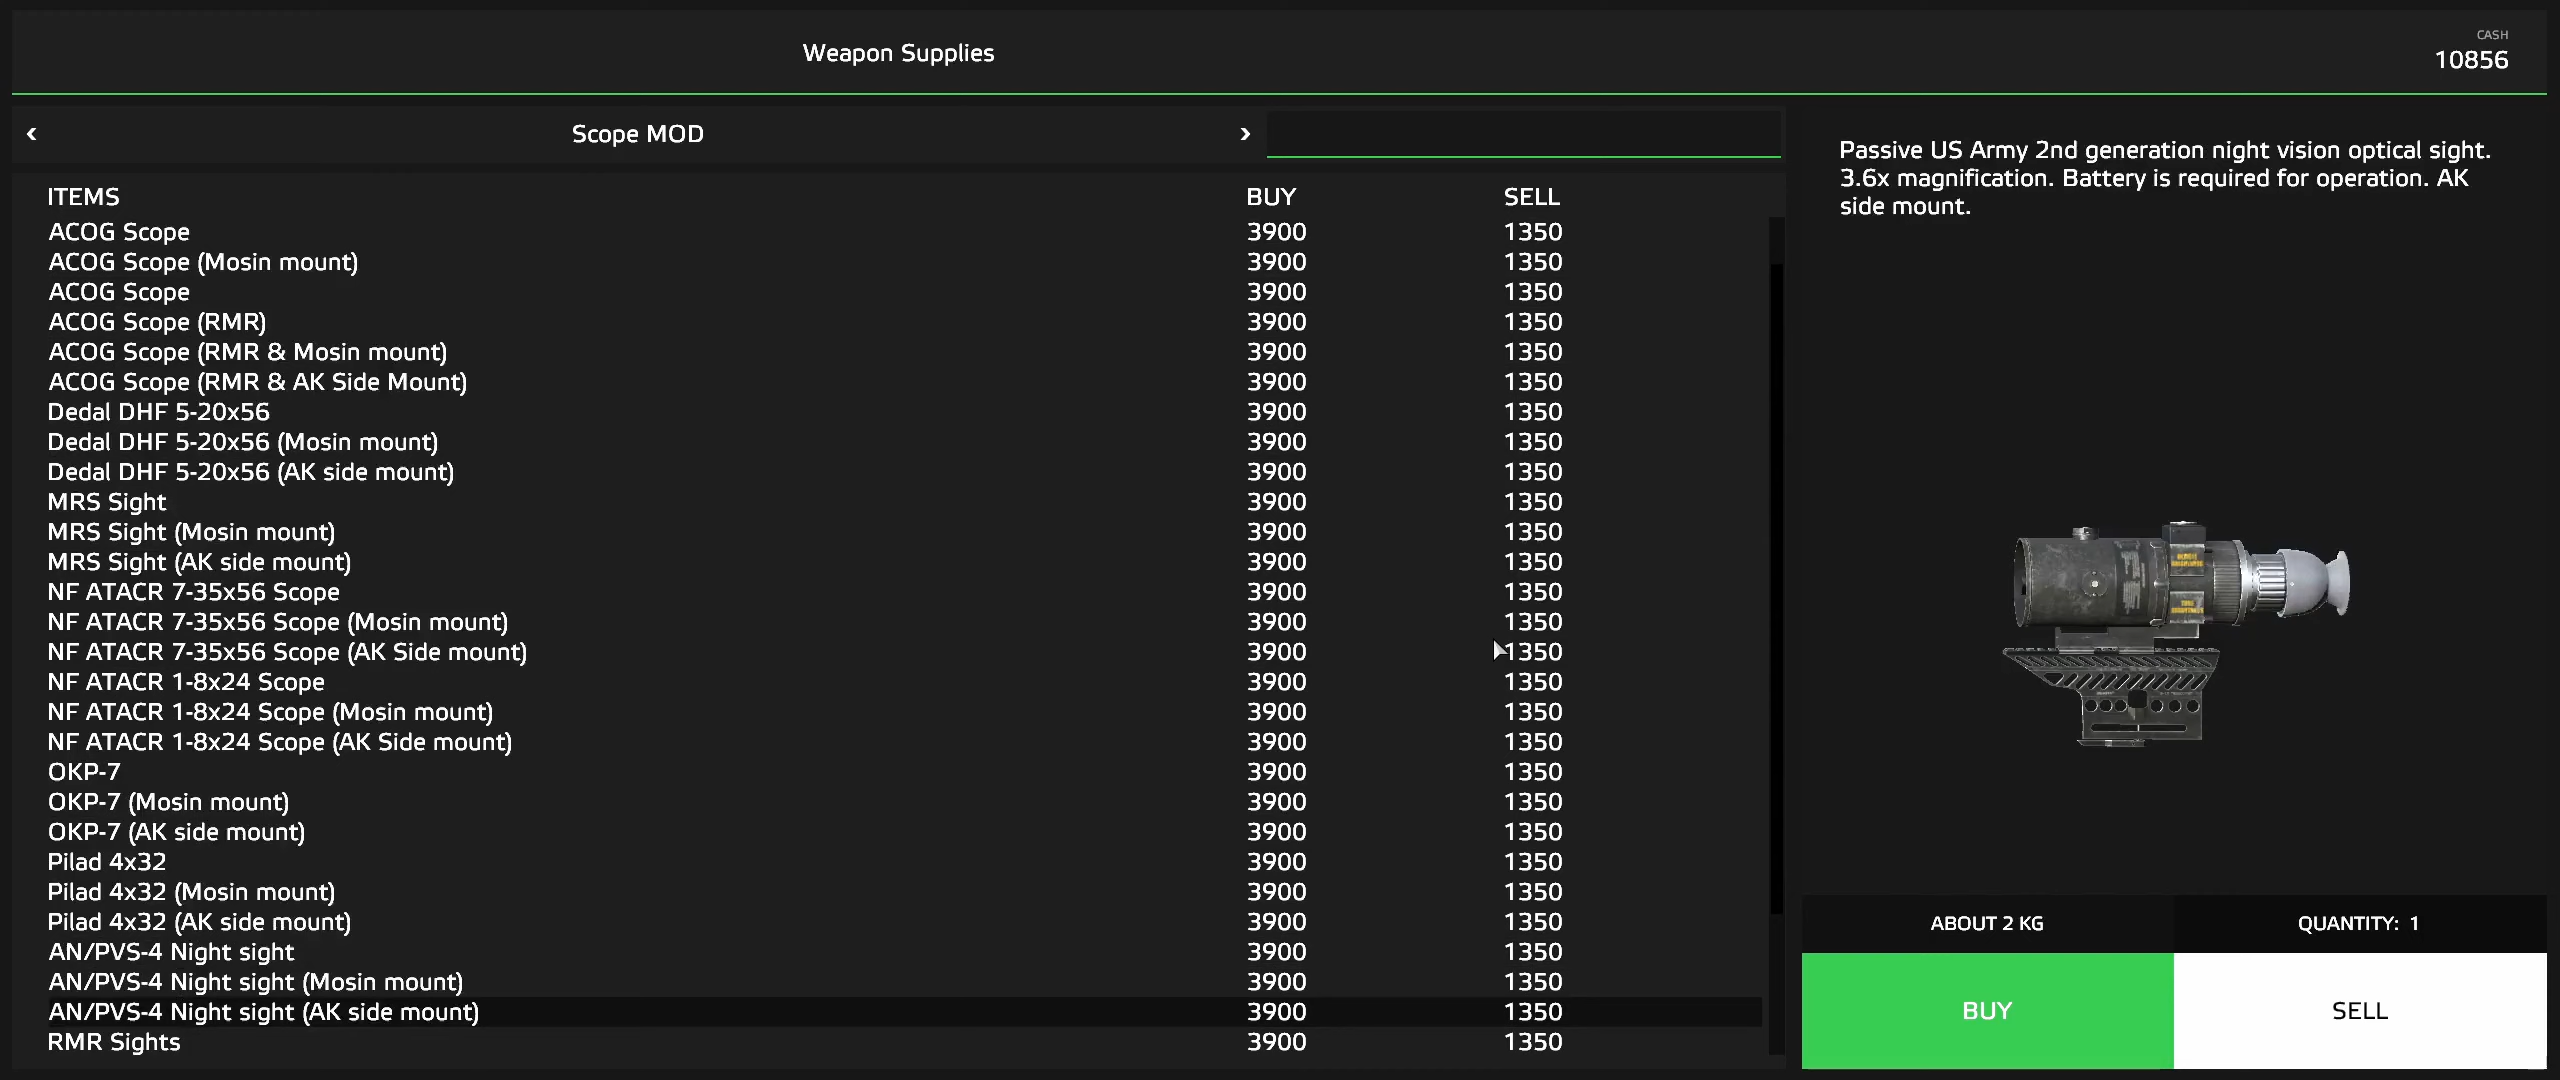 Weapon Supplies
CASH
10856
Scope MOD
ITEMS BUY SELL
ACOG Scope 3900 1350
ACOG Scope (Mosin mount) 3900 1350
ACOG Scope 3900 1350
ACOG Scope (RMR) 3900 1350
ACOG Scope (RMR & Mosin mount) 3900 1350
ACOG Scope (RMR & AK Side Mount) 3900 1350
Dedal DHF 5-20x56 3900 1350
Dedal DHF 5-20x56 (Mosin mount) 3900 1350
Dedal DHF 5-20x56 (AK side mount) 3900 1350
MRS Sight 3900 1350
MRS Sight (Mosin mount) 3900 1350
MRS Sight (AK side mount) 3900 1350
NF ATACR 7-35x56 Scope 3900 1350
NF ATACR 7-35x56 Scope (Mosin mount) 3900 1350
NF ATACR 7-35x56 Scope (AK Side mount) 3900 1350
NF ATACR 1-8x24 Scope 3900 1350
NF ATACR 1-8x24 Scope (Mosin mount) 3900 1350
NF ATACR 1-8x24 Scope (AK Side mount) 3900 1350
OKP-7 3900 1350
OKP-7 (Mosin mount) 3900 1350
OKP-7 (AK side mount) 3900 1350
Pilad 4x32 3900 1350
Pilad 4x32 (Mosin mount) 3900 1350
Pilad 4x32 (AK side mount) 3900 1350
AN/PVS-4 Night sight 3900 1350
AN/PVS-4 Night sight (Mosin mount) 3900 1350
AN/PVS-4 Night sight (AK side mount) 3900 1350
RMR Sights 3900 1350
Passive US Army 2nd generation night vision optical sight.
3.6x magnification. Battery is required for operation. AK
side mount.
ABOUT 2 KG
QUANTITY: 1
BUY
SELL